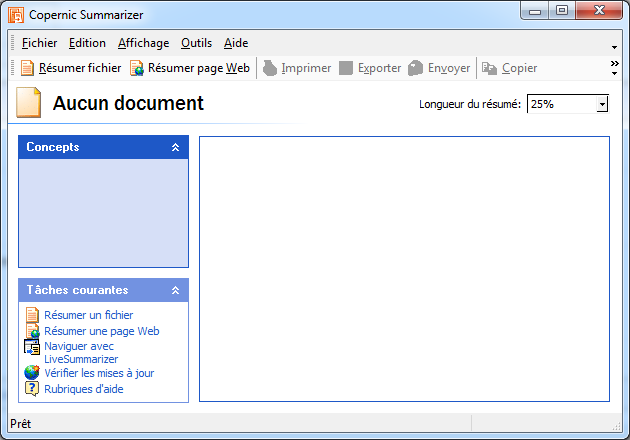 Copernic Summarizer
Fichier Edition Affichage Outils Aide
Résumer fichier Résumer page Web Imprimer Exporter Envoyer Copier
Aucun document
Longueur du résumé: 25%
Concepts
Tâches courantes
Résumer un fichier
Résumer une page Web
Naviguer avec
LiveSummarizer
Vérifier les mises à jour
Rubriques d'aide
Prêt